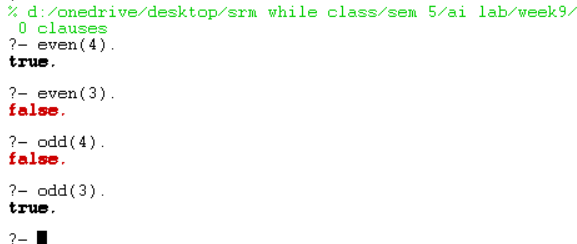 % d:/onedrive/desktop/srm while class/sem 5/ai lab/week9/
0 clauses
?- even(4).
true.
?- even(3).
false.
?- odd(4).
false.
?- odd(3).
true.
?-